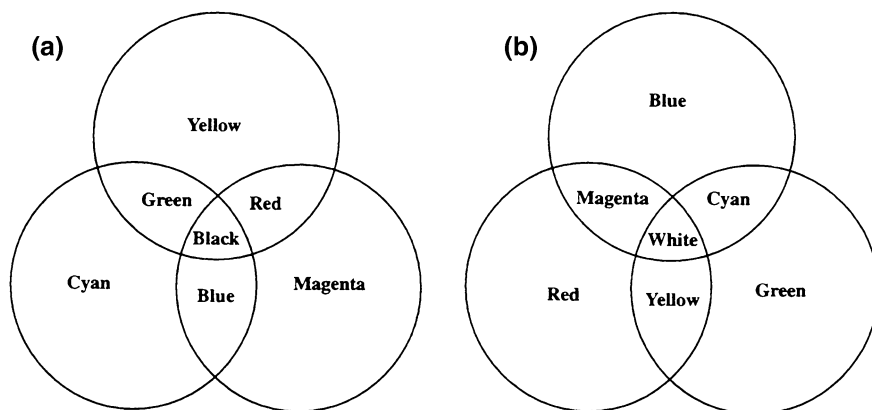 (a)
Yellow
Green
Red
Black
Cyan
Blue
Magenta
(b)
Blue
Magenta
Cyan
White
Red
Yellow
Green